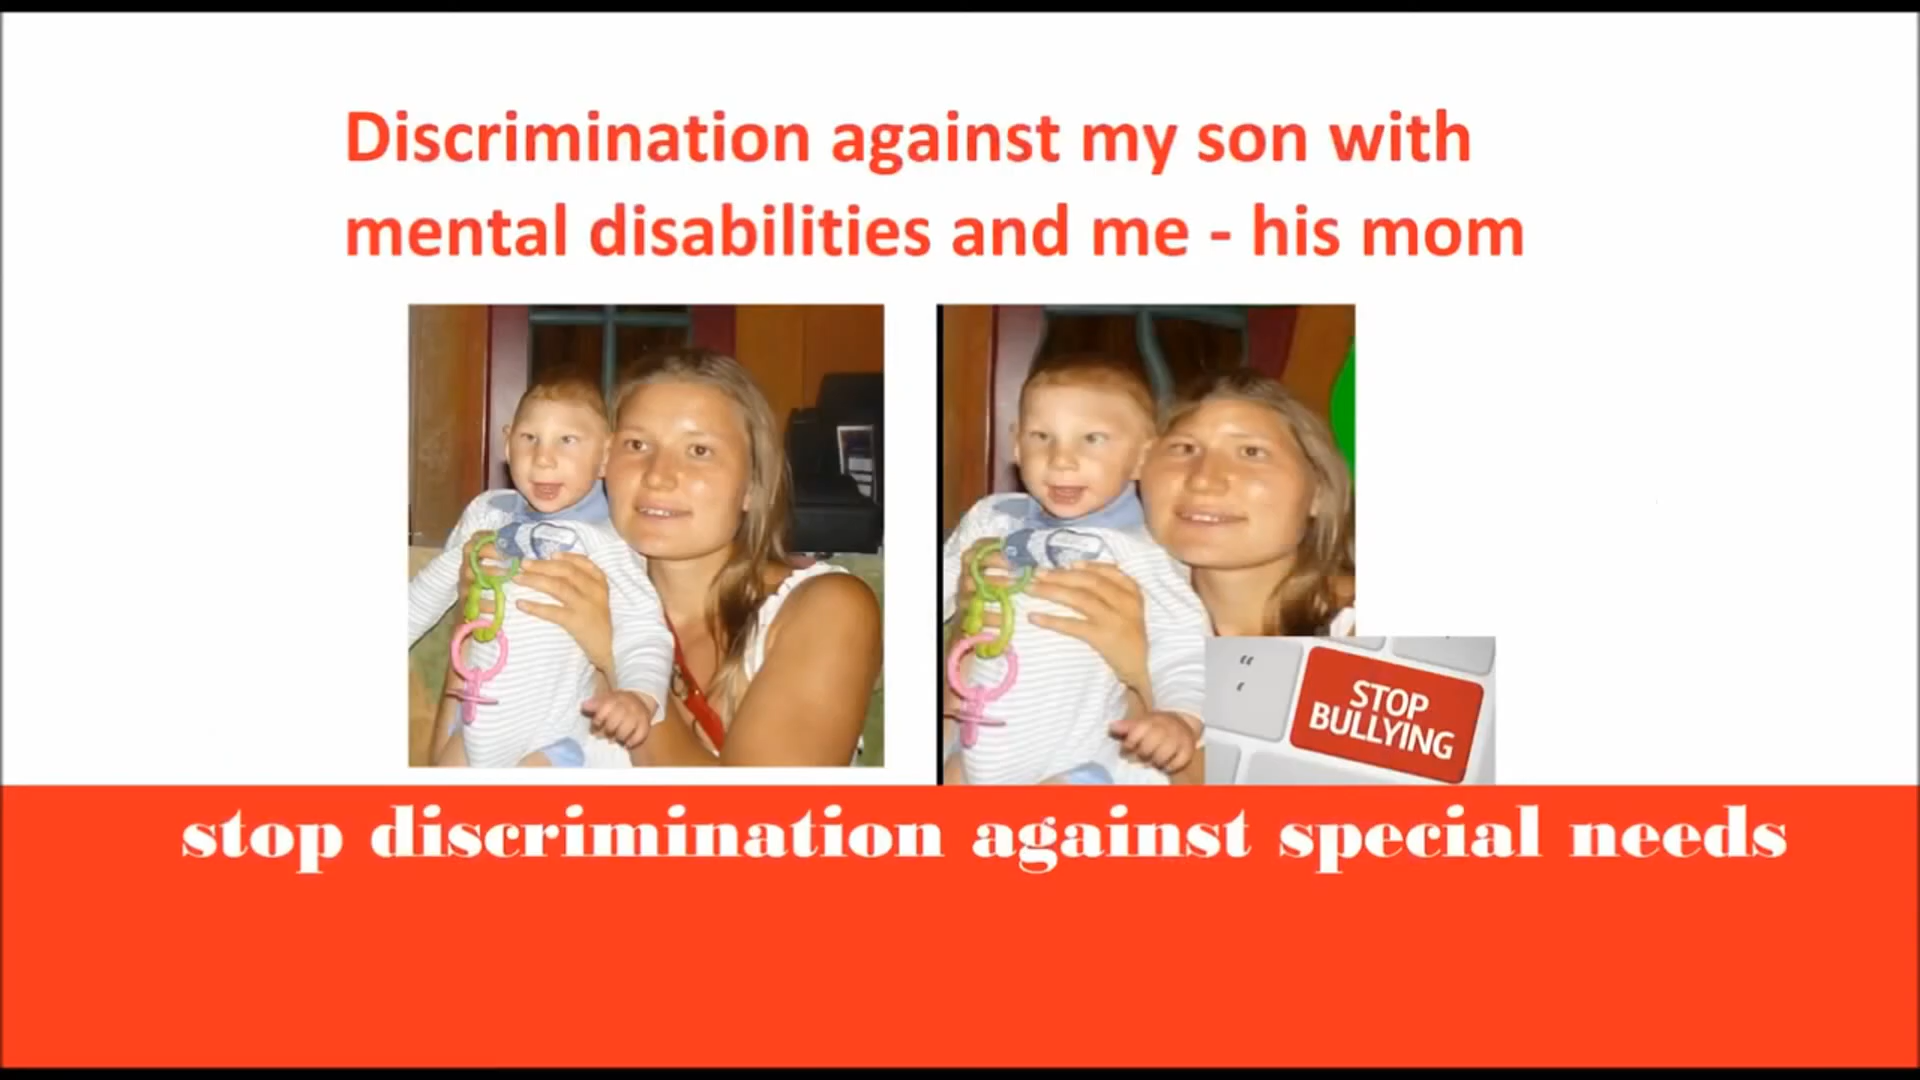 Discrimination against my son with
mental disabilities and me - his mom
STOP
BULLYING
stop discrimination against special needs